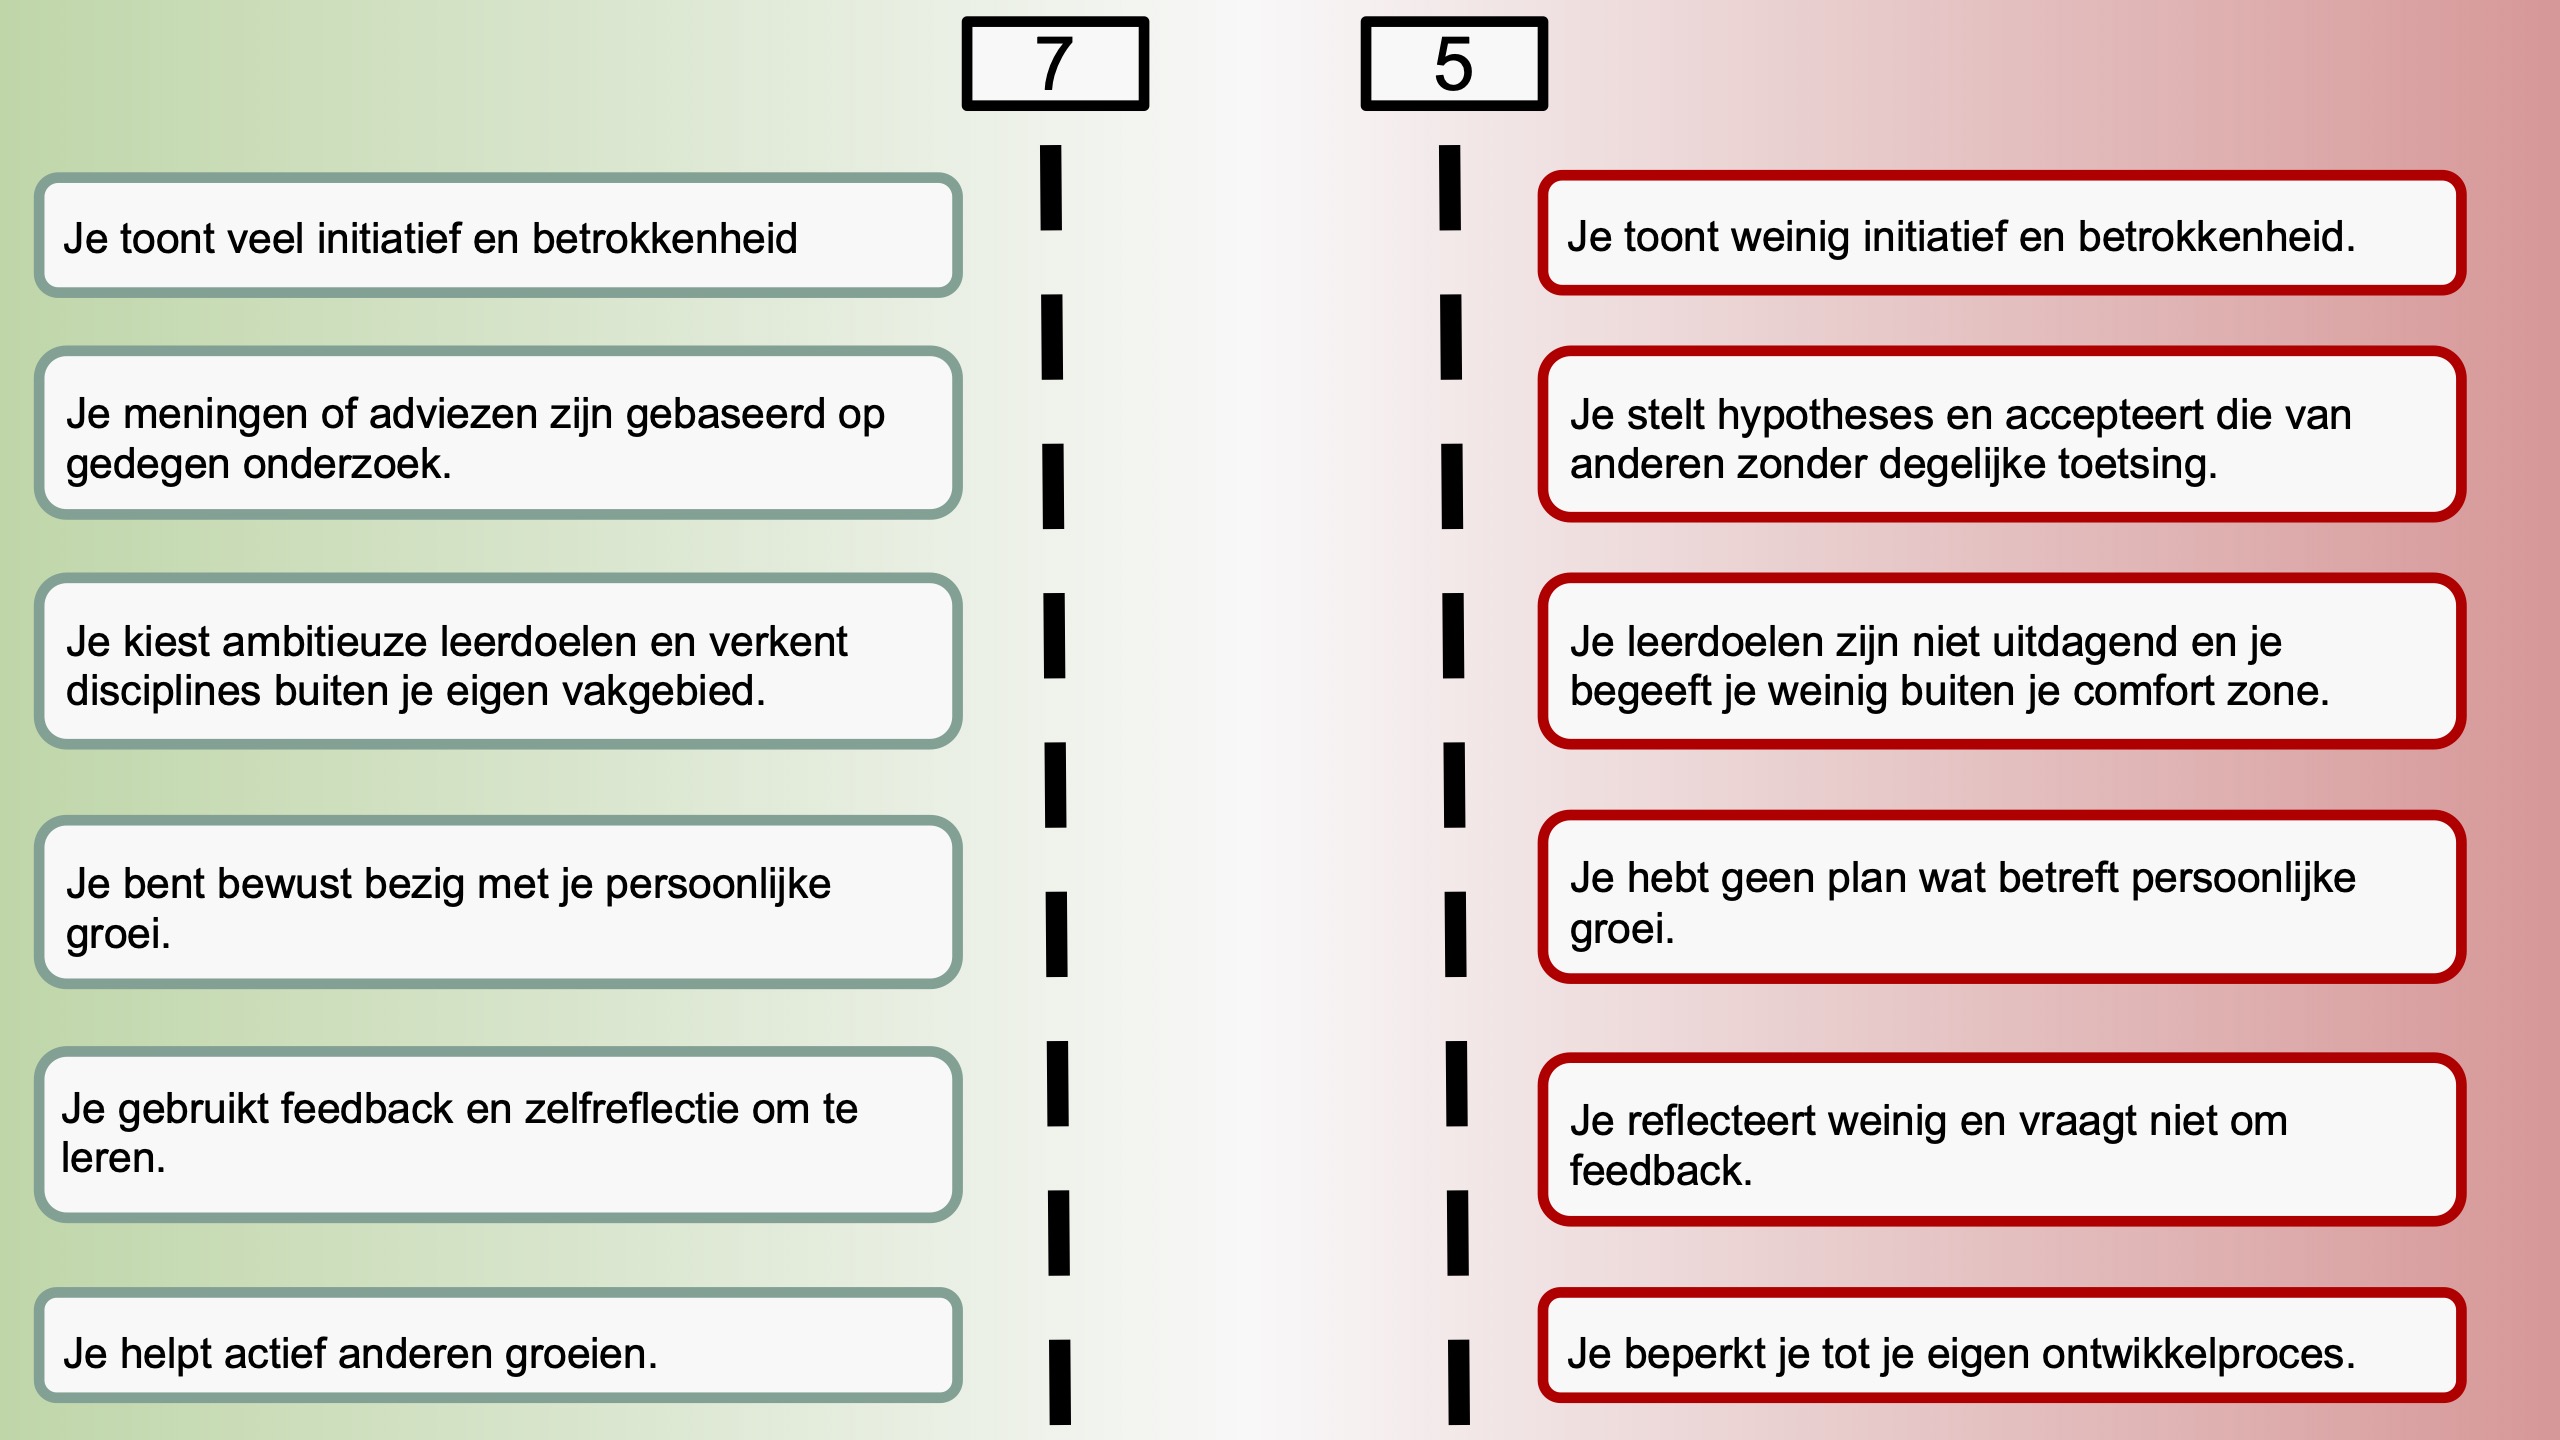 7
5
Je toont veel initiatief en betrokkenheid
Je toont weinig initiatief en betrokkenheid.
Je meningen of adviezen zijn gebaseerd op
gedegen onderzoek.
Je stelt hypotheses en accepteert die van
anderen zonder degelijke toetsing.
Je kiest ambitieuze leerdoelen en verkent
disciplines buiten je eigen vakgebied.
Je leerdoelen zijn niet uitdagend en je
begeeft je weinig buiten je comfort zone.
Je bent bewust bezig met je persoonlijke
groei.
Je hebt geen plan wat betreft persoonlijke
groei.
Je gebruikt feedback en zelfreflectie om te
leren.
Je reflecteert weinig en vraagt niet om
feedback.
Je helpt actief anderen groeien.
Je beperkt je tot je eigen ontwikkelproces.